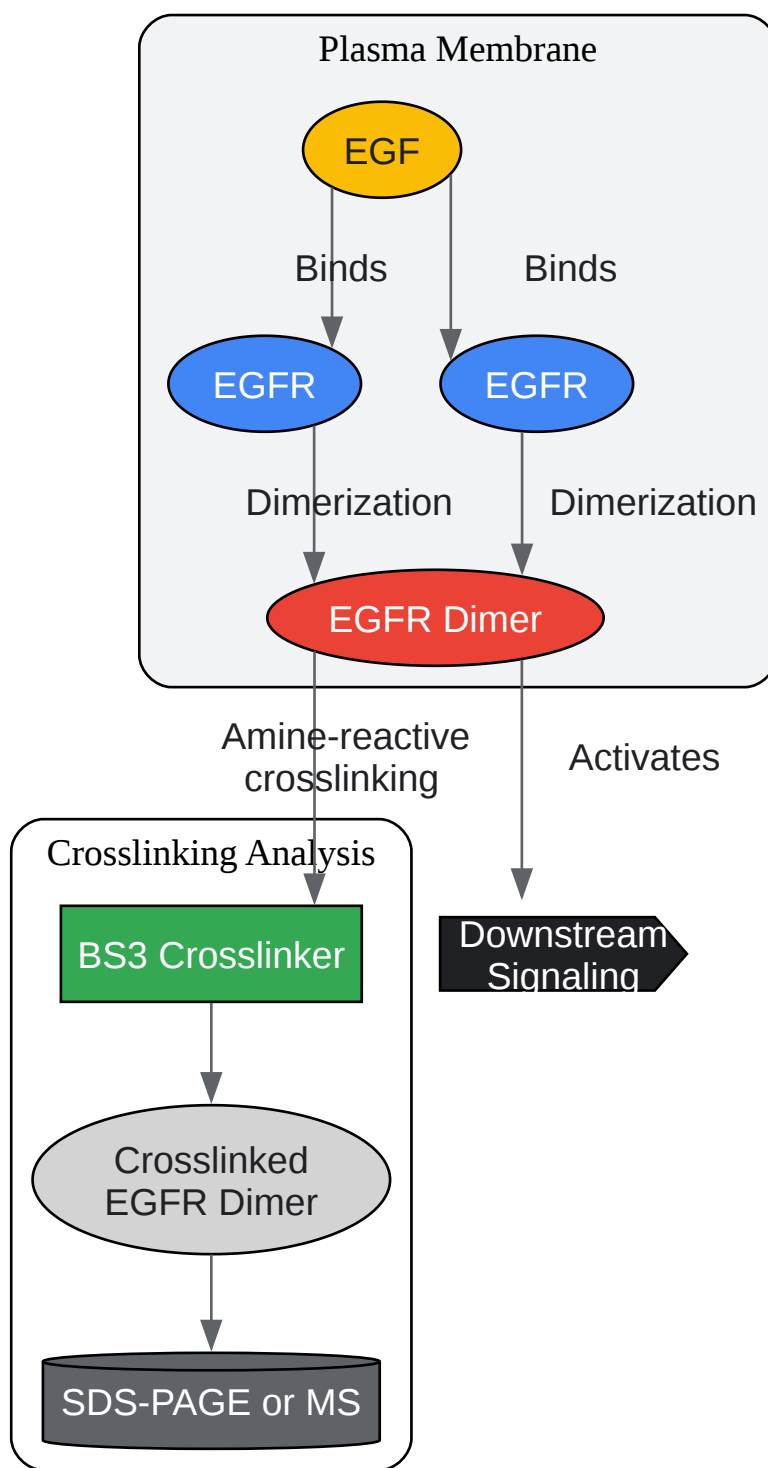 Plasma Membrane
EGF
Binds
Binds
EGFR
EGFR
Dimerization
Dimerization
EGFR Dimer
Amine-reactive
crosslinking
Activates
Crosslinking Analysis
BS3 Crosslinker
Downstream
Signaling
Crosslinked
EGFR Dimer
SDS-PAGE or MS